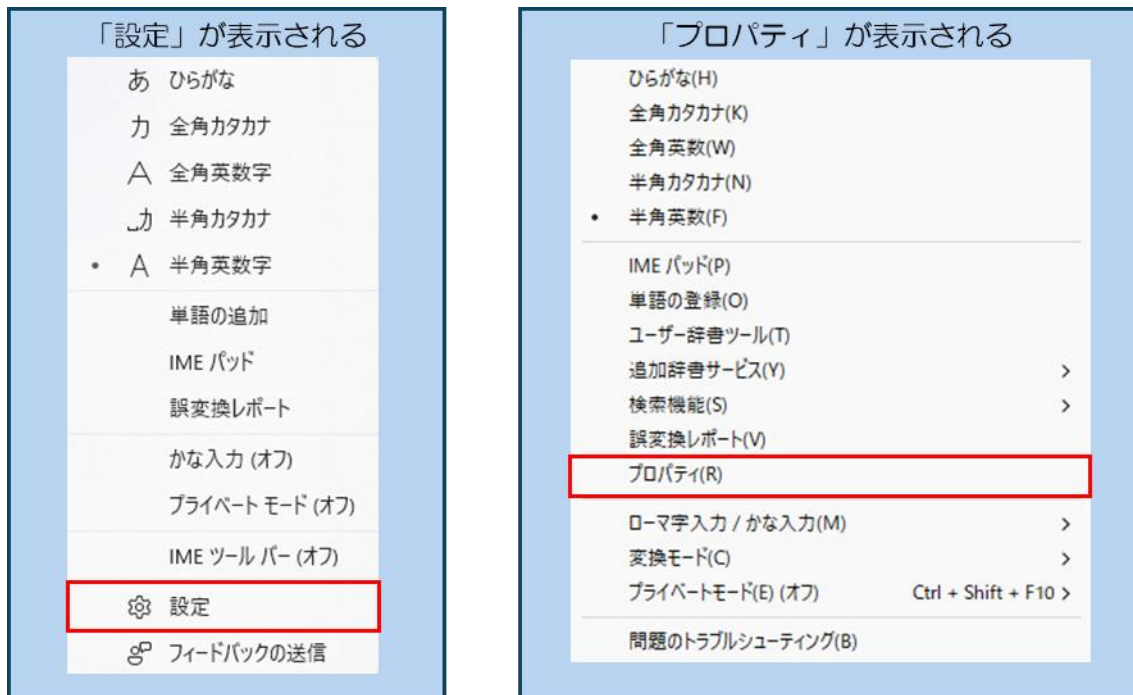 「設定」が表示される
あ ひらがな
カ 全角カタカナ
A 全角英数字
_カ 半角カタカナ
• A 半角英数字
単語の追加
IME パッド
誤変換レポート
かな入力 (オフ)
プライベート モード (オフ)
IME ツール バー (オフ)
設定
フィードバックの送信
「プロパティ」が表示される
ひらがな(H)
全角カタカナ(K)
全角英数(W)
半角カタカナ(N)
• 半角英数(F)
IME パッド(P)
単語の登録(O)
ユーザー辞書ツール(T)
追加辞書サービス(Y) >
検索機能(S) >
誤変換レポート(V)
プロパティ(R)
ローマ字入力 / かな入力(M) >
変換モード(C) >
プライベートモード(E) (オフ) Ctrl + Shift + F10 >
問題のトラブルシューティング(B)